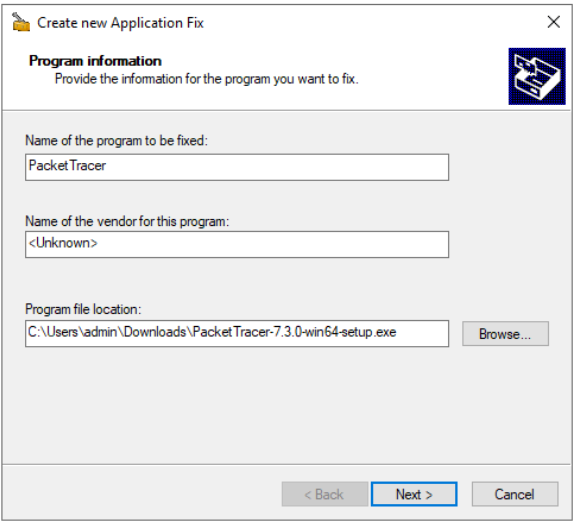 Create new Application Fix
Program information
Provide the information for the program you want to fix.
Name of the program to be fixed:
PacketTracer
Name of the vendor for this program:
<Unknown>
Program file location:
C:\Users\admin\Downloads\PacketTracer-7.3.0-win64-setup.exe
Browse...
< Back
Next >
Cancel